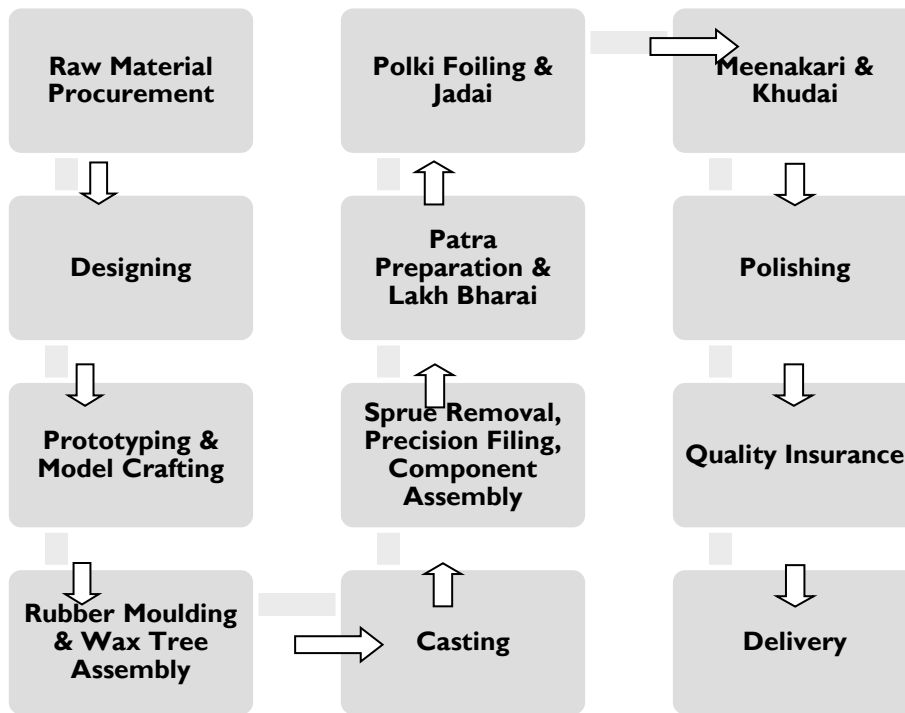 Raw Material
Procurement
Designing
Prototyping &
Model Crafting
Rubber Moulding
& Wax Tree
Assembly
Casting
Sprue Removal,
Precision Filing,
Component
Assembly
Patra
Preparation &
Lakh Bharai
Polki Foiling &
Jadai
Meenakari &
Khudai
Polishing
Quality Insurance
Delivery